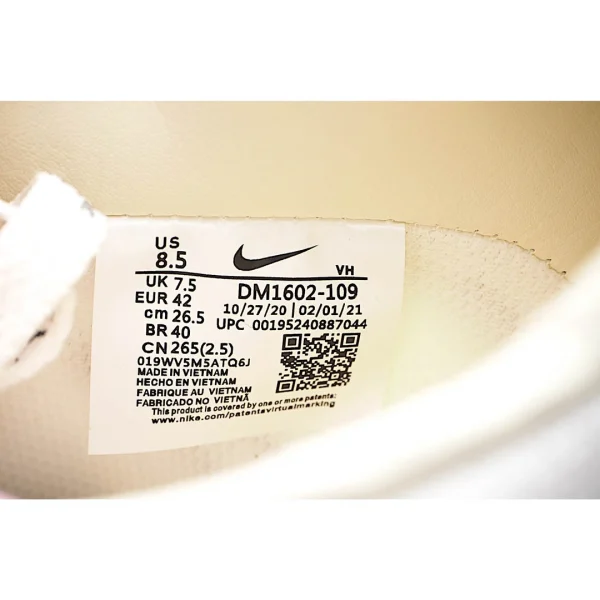 US
8.5
VH
UK 7.5
EUR 42
cm 26.5
BR 40
CN 265(2.5)
DM1602-109
10/27/20 | 02/01/21
UPC 00195240887044
019WV5M5ATQ6J
MADE IN VIETNAM
HECHO EN VIETNAM
FABRIQUE AU VIETNAM
FABRICADO NO VIETNÃ
This product is covered by one or more patents:
www.nike.com/patentsvirtualmarking